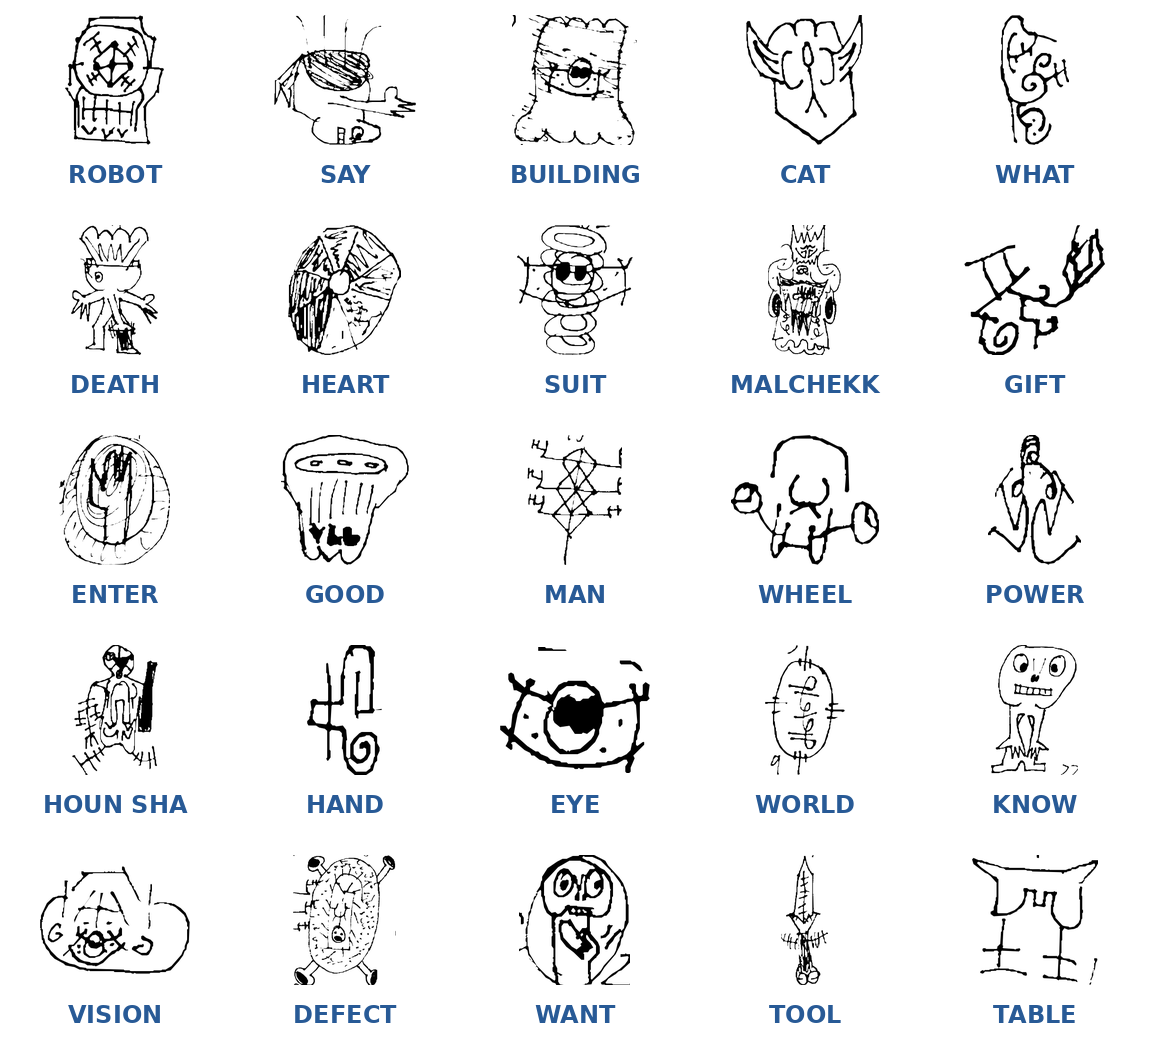 ROBOT SAY BUILDING CAT WHAT
DEATH HEART SUIT MALCHEKK GIFT
ENTER GOOD MAN WHEEL POWER
HOUN SHA HAND EYE WORLD KNOW
VISION DEFECT WANT TOOL TABLE